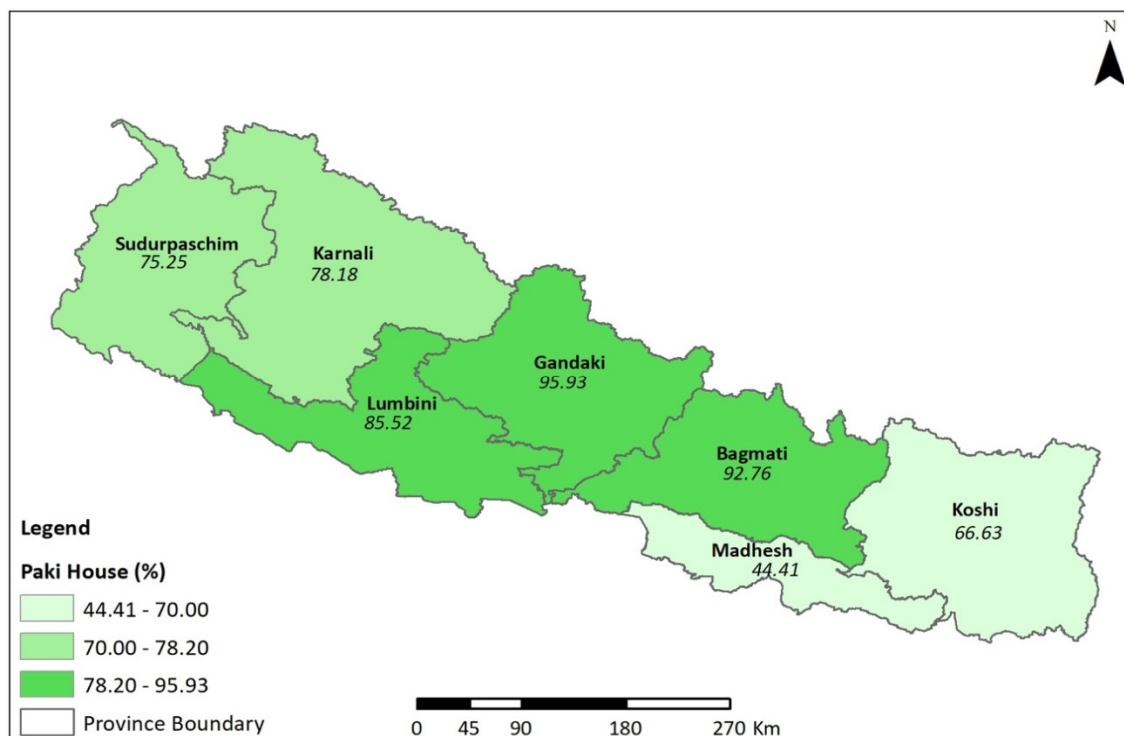 N
Sudurpaschim
75.25
Karnali
78.18
Gandaki
95.93
Lumbini
85.52
Bagmati
92.76
Koshi
66.63
Madhesh
44.41
Legend
Paki House (%)
44.41 - 70.00
70.00 - 78.20
78.20 - 95.93
Province Boundary
0 45 90 180 270 Km